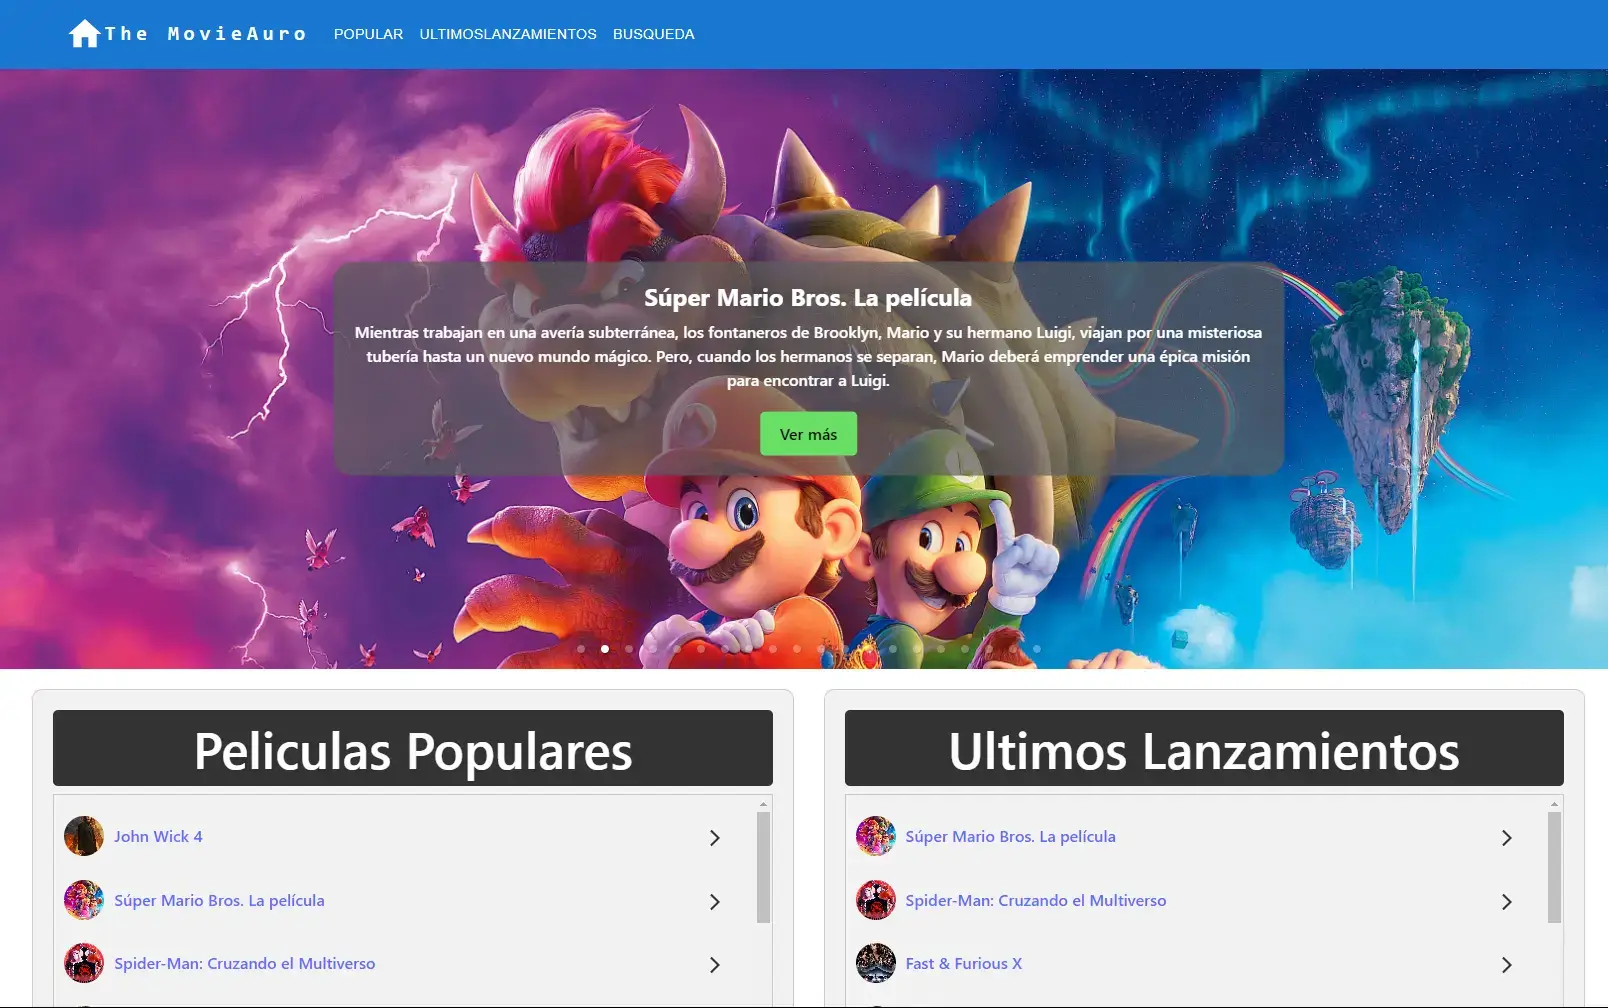 The MovieAuro POPULAR ULTIMOSLANZAMIENTOS BUSQUEDA
Súper Mario Bros. La película
Mientras trabajan en una avería subterránea, los fontaneros de Brooklyn, Mario y su hermano Luigi, viajan por una misteriosa
tubería hasta un nuevo mundo mágico. Pero, cuando los hermanos se separan, Mario deberá emprender una épica misión
para encontrar a Luigi.
Ver más
Peliculas Populares
John Wick 4
Súper Mario Bros. La película
Spider-Man: Cruzando el Multiverso
Ultimos Lanzamientos
Súper Mario Bros. La película
Spider-Man: Cruzando el Multiverso
Fast & Furious X